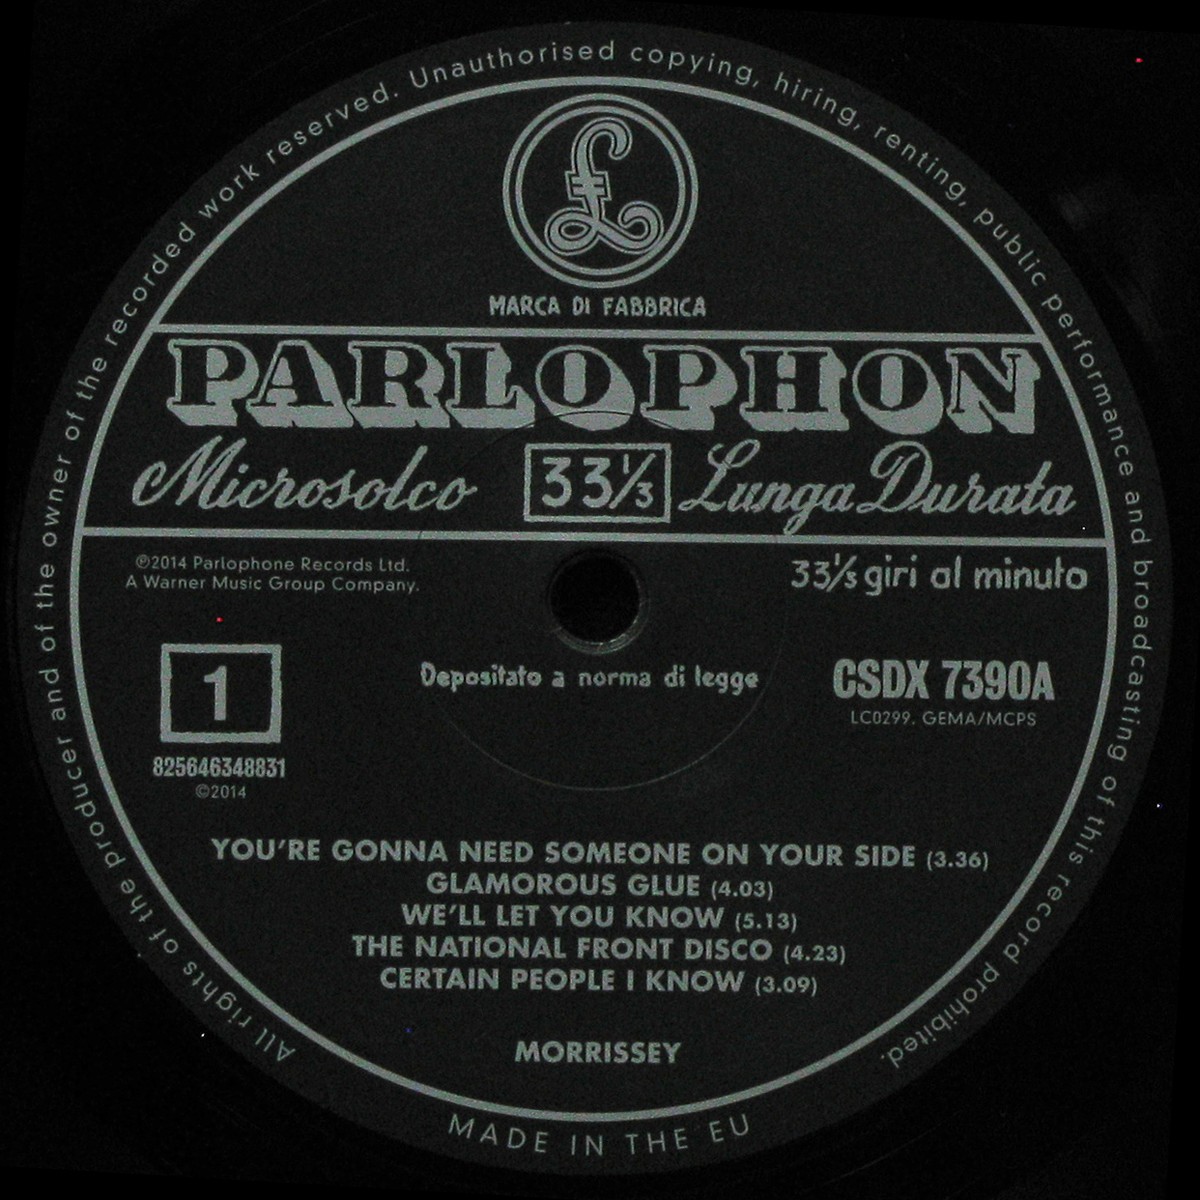 All rights of the producer and of the owner of the recorded work reserved. Unauthorised copying, hiring, renting, public performance and broadcasting of this record prohibited.
£
MARCA DI FABBRICA
PARLOPHON
Microsolco 33⅓ Lunga Durata
℗2014 Parlophone Records Ltd.
A Warner Music Group Company.
33⅓ giri al minuto
1
Depositato a norma di legge
CSDX 7390A
LC0299. GEMA/MCPS
825646348831
©2014
YOU'RE GONNA NEED SOMEONE ON YOUR SIDE (3.36)
GLAMOROUS GLUE (4.03)
WE'LL LET YOU KNOW (5.13)
THE NATIONAL FRONT DISCO (4.23)
CERTAIN PEOPLE I KNOW (3.09)
MORRISSEY
MADE IN THE EU